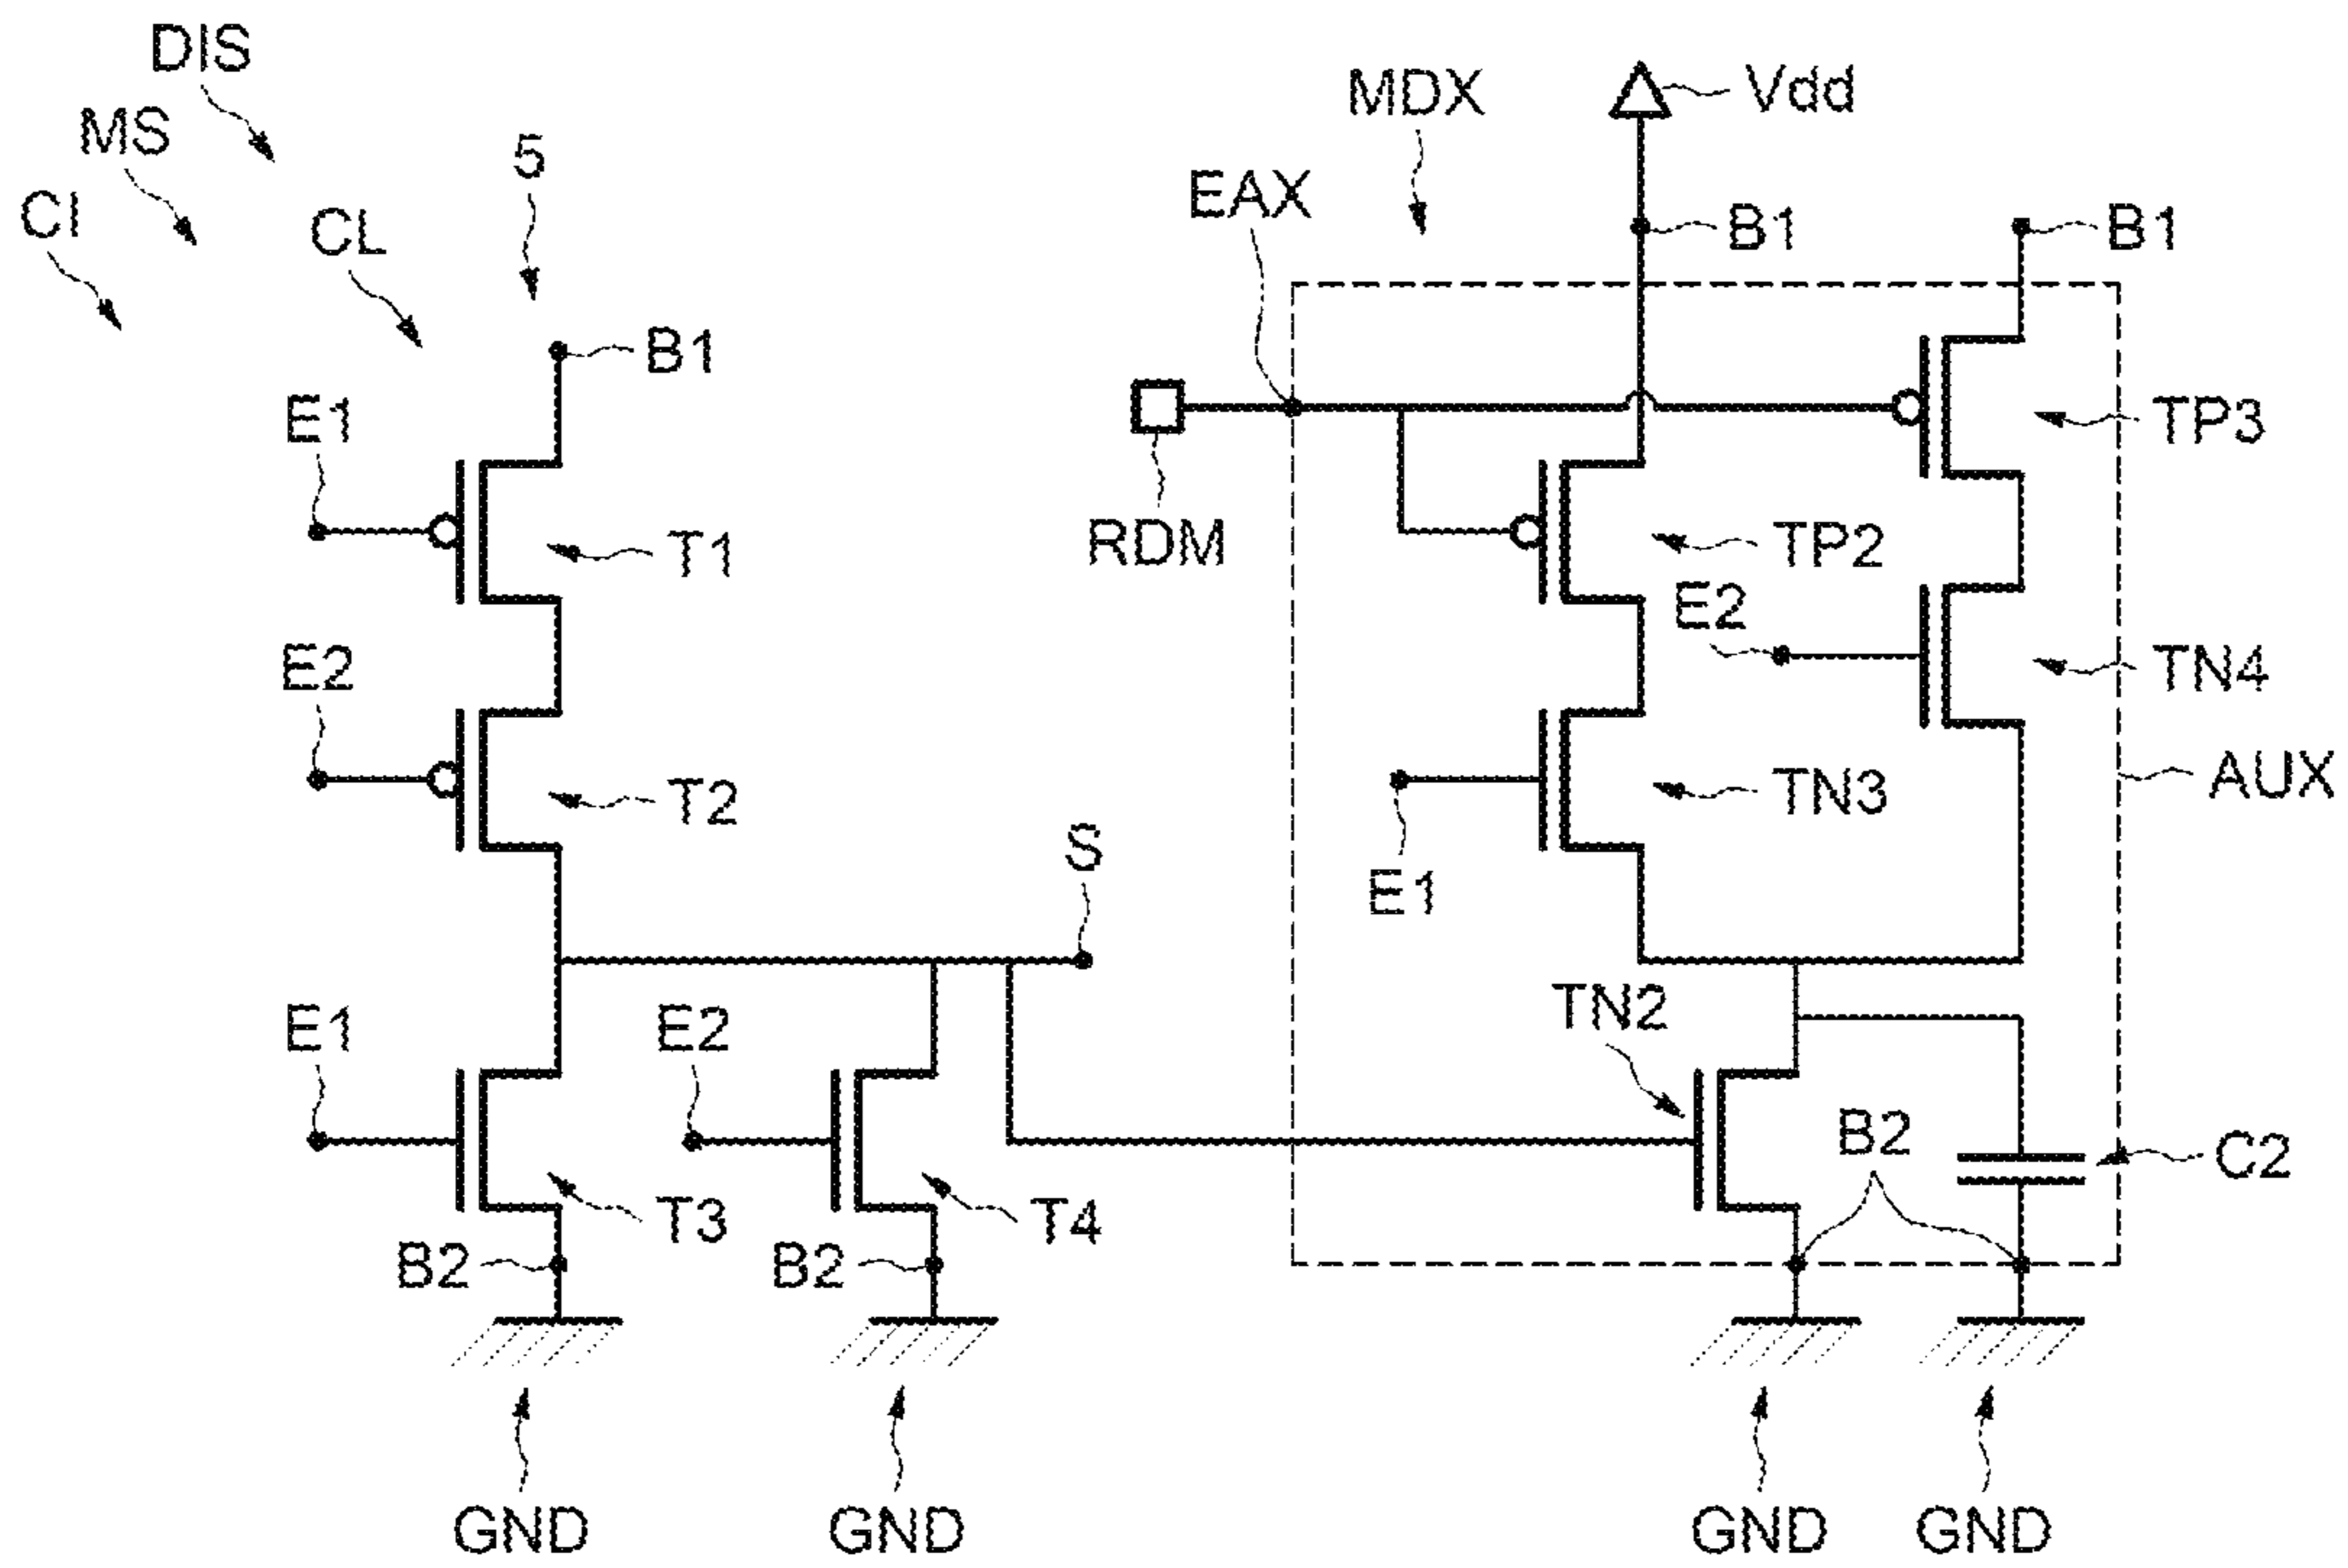 DIS
MS
CI
CL
5
MDX
Vdd
EAX
B1
B1
B1
E1
T1
RDM
TP3
TP2
E2
TN4
E2
T2
TN3
AUX
E1
S
E1
E2
TN2
B2
C2
T3
T4
B2
B2
GND
GND
GND
GND